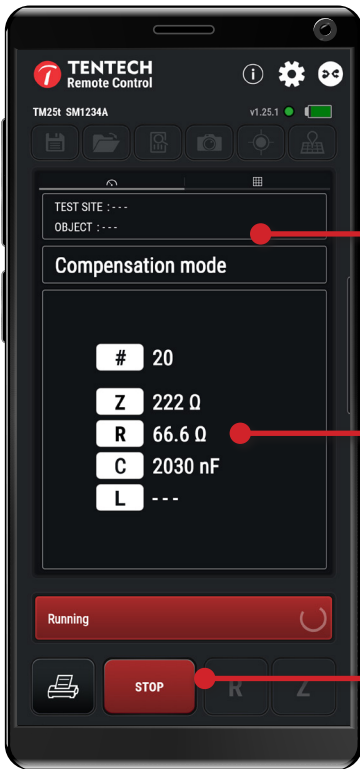 TENTECH
Remote Control
TM25t SM1234A v1.25.1
TEST SITE : - - -
OBJECT : - - -
Compensation mode
# 20
Z 222 Ω
R 66.6 Ω
C 2030 nF
L - - -
Running
STOP R Z